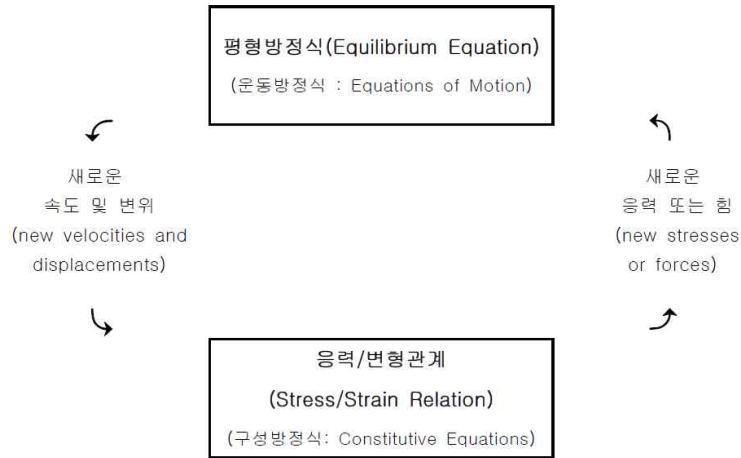 평형방정식(Equilibrium Equation)
(운동방정식 : Equations of Motion)
새로운
속도 및 변위
(new velocities and
displacements)
새로운
응력 또는 힘
(new stresses
or forces)
응력/변형관계
(Stress/Strain Relation)
(구성방정식: Constitutive Equations)